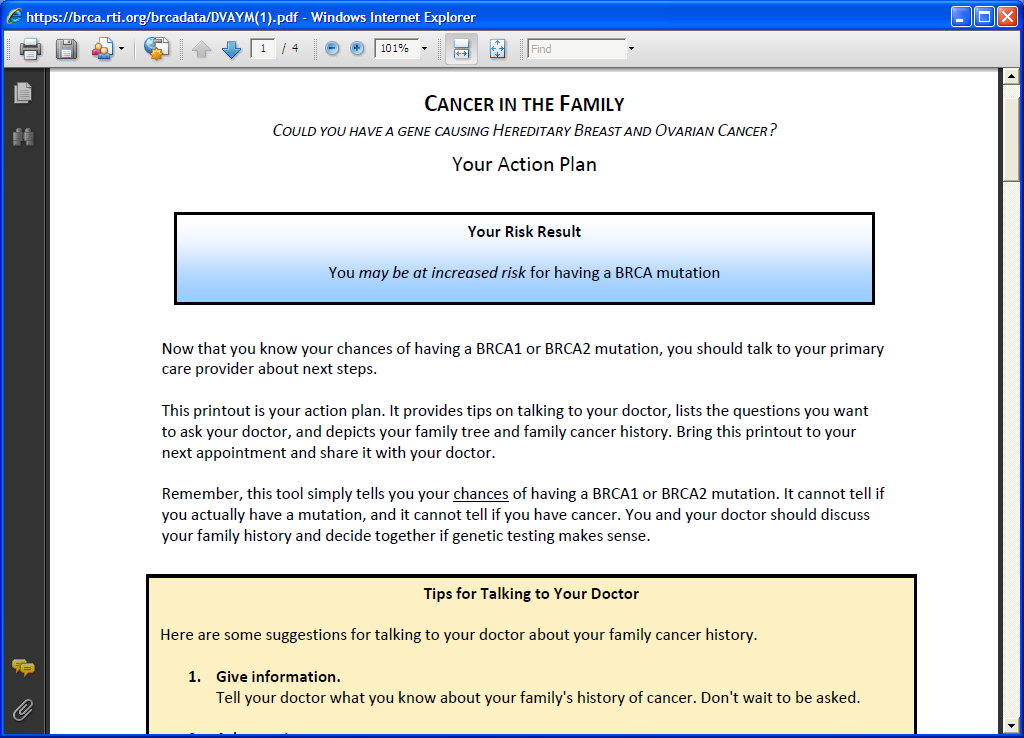 https://brca.rti.org/brcadata/DVAYM(1).pdf - Windows Internet Explorer
1 / 4 101% Find
CANCER IN THE FAMILY
COULD YOU HAVE A GENE CAUSING HEREDITARY BREAST AND OVARIAN CANCER?
Your Action Plan
Your Risk Result
You may be at increased risk for having a BRCA mutation
Now that you know your chances of having a BRCA1 or BRCA2 mutation, you should talk to your primary
care provider about next steps.
This printout is your action plan. It provides tips on talking to your doctor, lists the questions you want
to ask your doctor, and depicts your family tree and family cancer history. Bring this printout to your
next appointment and share it with your doctor.
Remember, this tool simply tells you your chances of having a BRCA1 or BRCA2 mutation. It cannot tell if
you actually have a mutation, and it cannot tell if you have cancer. You and your doctor should discuss
your family history and decide together if genetic testing makes sense.
Tips for Talking to Your Doctor
Here are some suggestions for talking to your doctor about your family cancer history.
1. Give information.
Tell your doctor what you know about your family's history of cancer. Don't wait to be asked.